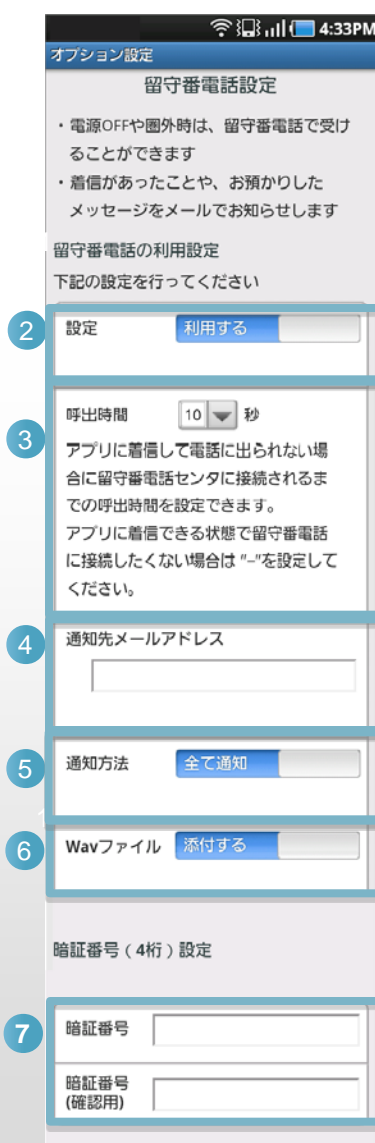 4:33PM
オプション設定
留守番電話設定
・電源OFFや圏外時は、留守番電話で受け
ることができます
・着信があったことや、お預かりした
メッセージをメールでお知らせします
留守番電話の利用設定
下記の設定を行ってください
2 設定 利用する
3 呼出時間 10 秒
アプリに着信して電話に出られない場
合に留守番電話センタに接続されるま
での呼出時間を設定できます。
アプリに着信できる状態で留守番電話
に接続したくない場合は "–"を設定して
ください。
4 通知先メールアドレス
5 通知方法 全て通知
6 Wavファイル 添付する
暗証番号 ( 4桁 ) 設定
7 暗証番号
暗証番号
(確認用)